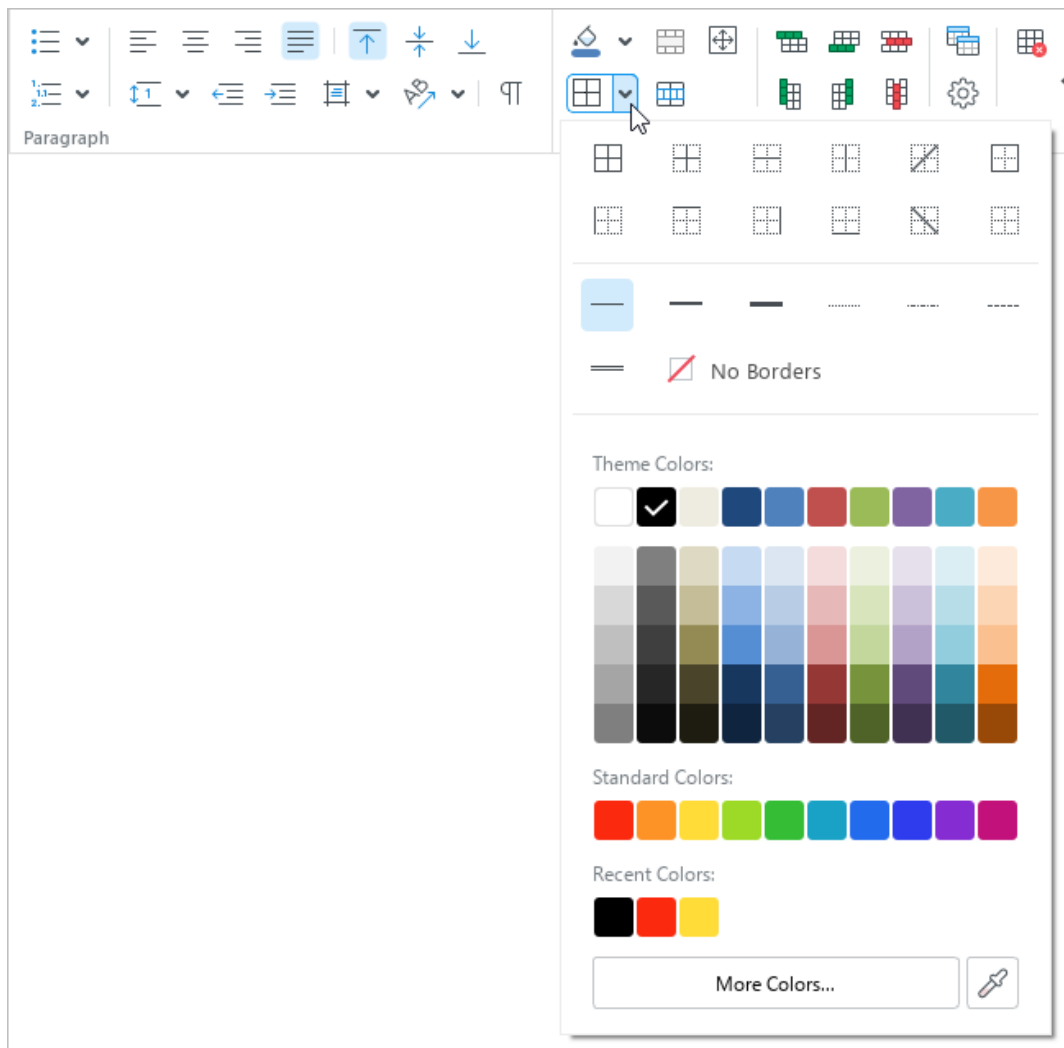 Paragraph
No Borders
Theme Colors:
Standard Colors:
Recent Colors:
More Colors...